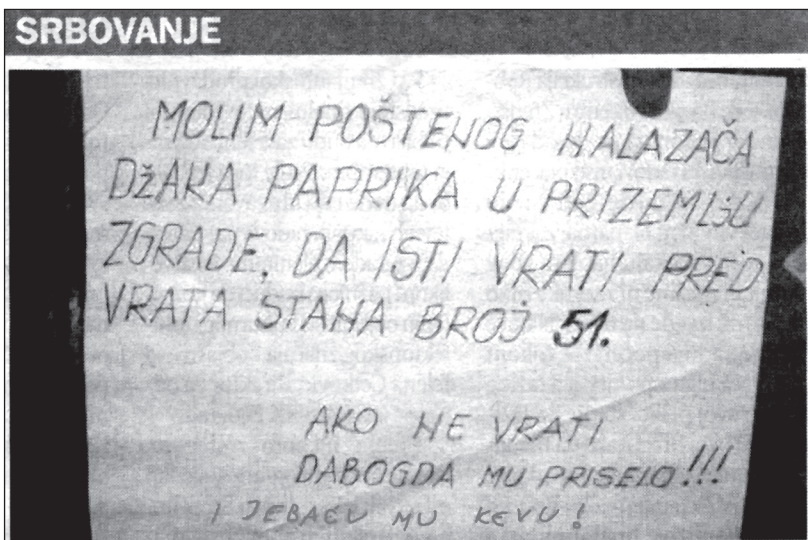 SRBOVANJE
MOLIM POŠTENOG NALAZAČA
DŽAKA PAPRIKA U PRIZEMLJU
ZGRADE, DA ISTI VRATI PRED
VRATA STANA BROJ 51.
AKO NE VRATI
DABOGDA MU PRISELO!!!
I JEBAĆU MU KEVU!